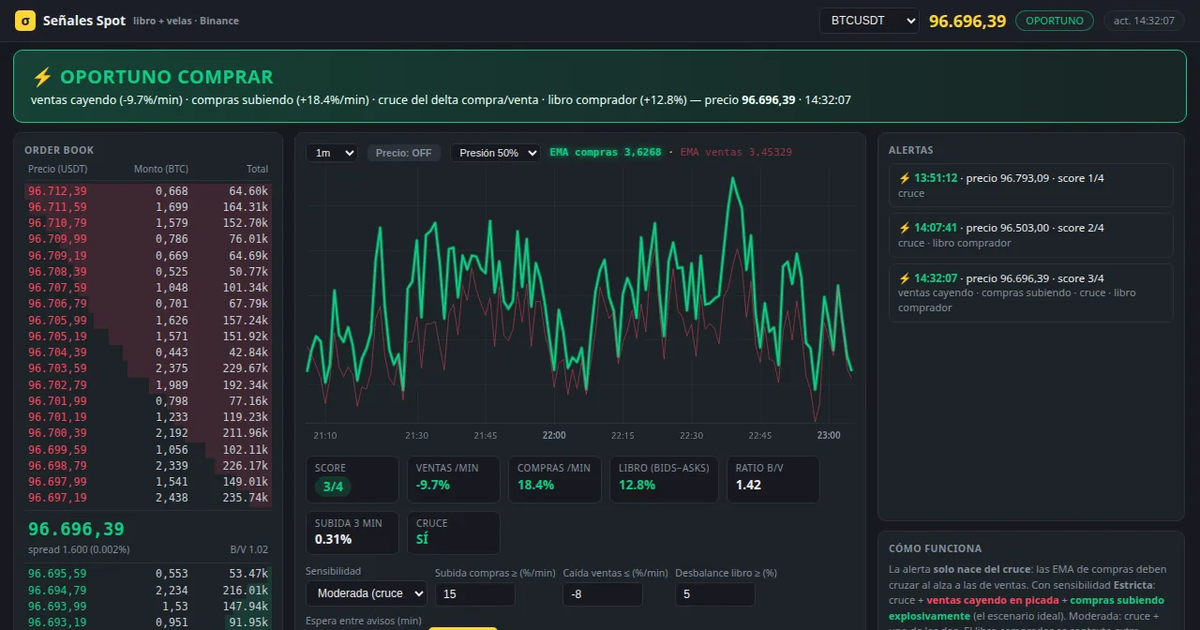 σ Señales Spot libro + velas · Binance BTCUSDT 96.696,39 OPORTUNO act. 14:32:07
⚡ OPORTUNO COMPRAR
ventas cayendo (-9.7%/min) · compras subiendo (+18.4%/min) · cruce del delta compra/venta · libro comprador (+12.8%) — precio 96.696,39 · 14:32:07
ORDER BOOK
Precio (USDT) Monto (BTC) Total
96.712,39 0,668 64.60k
96.711,59 1,699 164.31k
96.710,79 1,579 152.70k
96.709,99 0,786 76.01k
96.709,19 0,669 64.69k
96.708,39 0,525 50.77k
96.707,59 1,048 101.34k
96.706,79 0,701 67.79k
96.705,99 1,626 157.24k
96.705,19 1,571 151.92k
96.704,39 0,443 42.84k
96.703,59 2,375 229.67k
96.702,79 1,989 192.34k
96.701,99 0,798 77.16k
96.701,19 1,233 119.23k
96.700,39 2,192 211.96k
96.699,59 1,056 102.11k
96.698,79 2,339 226.17k
96.697,99 1,541 149.01k
96.697,19 2,438 235.74k
96.696,39
spread 1.600 (0.002%) B/V 1.02
96.695,59 0,553 53.47k
96.694,79 2,234 216.01k
96.693,99 1,53 147.94k
96.693,19 0,951 91.95k
1m Precio: OFF Presión 50% EMA compras 3,6268 · EMA ventas 3,45329
21:10 21:30 21:45 22:00 22:15 22:30 22:45 23:00
SCORE VENTAS /MIN COMPRAS /MIN LIBRO (BIDS−ASKS) RATIO B/V
3/4 -9.7% 18.4% 12.8% 1.42
SUBIDA 3 MIN CRUCE
0.31% SÍ
Sensibilidad Subida compras ≥ (%/min) Caída ventas ≤ (%/min) Desbalance libro ≥ (%)
Moderada (cruce 15 -8 5
Espera entre avisos (min)
ALERTAS
⚡ 13:51:12 · precio 96.793,09 · score 1/4
cruce
⚡ 14:07:41 · precio 96.503,00 · score 2/4
cruce · libro comprador
⚡ 14:32:07 · precio 96.696,39 · score 3/4
ventas cayendo · compras subiendo · cruce · libro
comprador
CÓMO FUNCIONA
La alerta solo nace del cruce: las EMA de compras deben
cruzar al alza a las de ventas. Con sensibilidad Estricta:
cruce + ventas cayendo en picada + compras subiendo
explosivamente (el escenario ideal). Moderada: cruce +